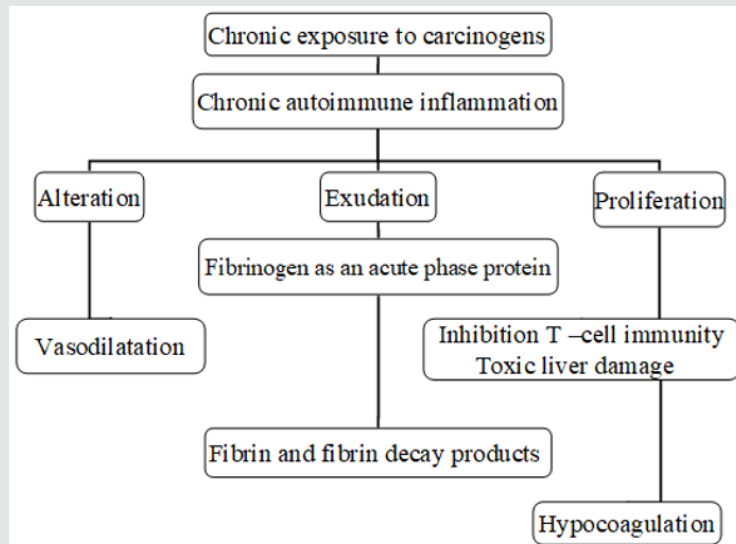 Chronic exposure to carcinogens
Chronic autoimmune inflammation
Alteration
Exudation
Proliferation
Fibrinogen as an acute phase protein
Vasodilatation
Inhibition T –cell immunity
Toxic liver damage
Fibrin and fibrin decay products
Hypocoagulation